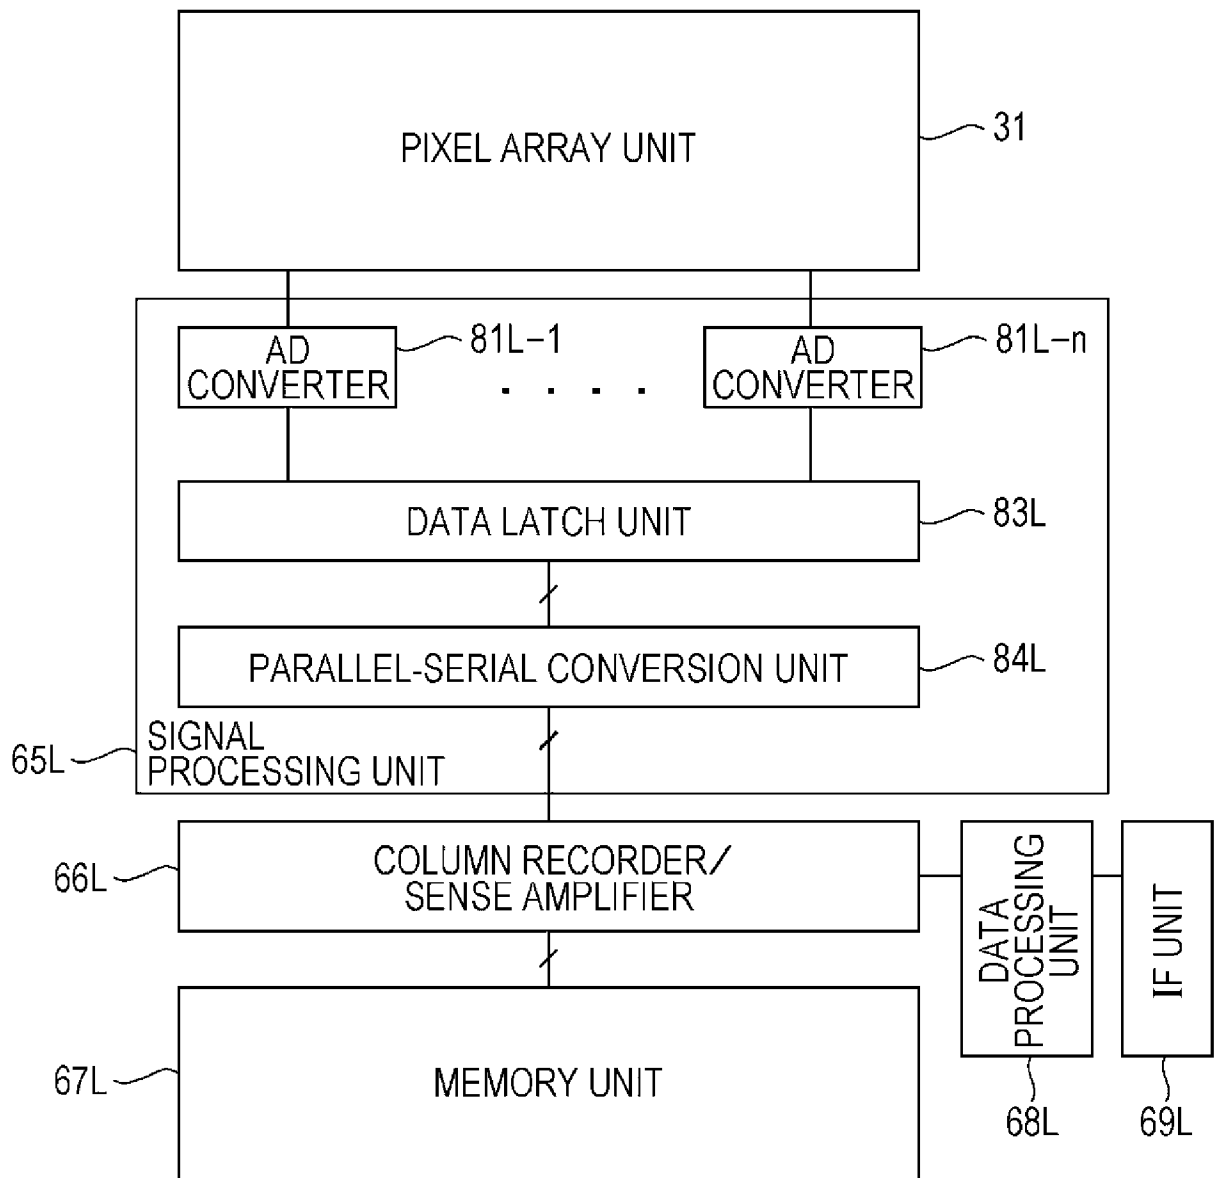 PIXEL ARRAY UNIT
31
AD
CONVERTER
81L-1
. . . .
AD
CONVERTER
81L-n
DATA LATCH UNIT
83L
PARALLEL-SERIAL CONVERSION UNIT
84L
SIGNAL
PROCESSING UNIT
65L
COLUMN RECORDER/
SENSE AMPLIFIER
66L
DATA
PROCESSING
UNIT
68L
IF UNIT
69L
MEMORY UNIT
67L